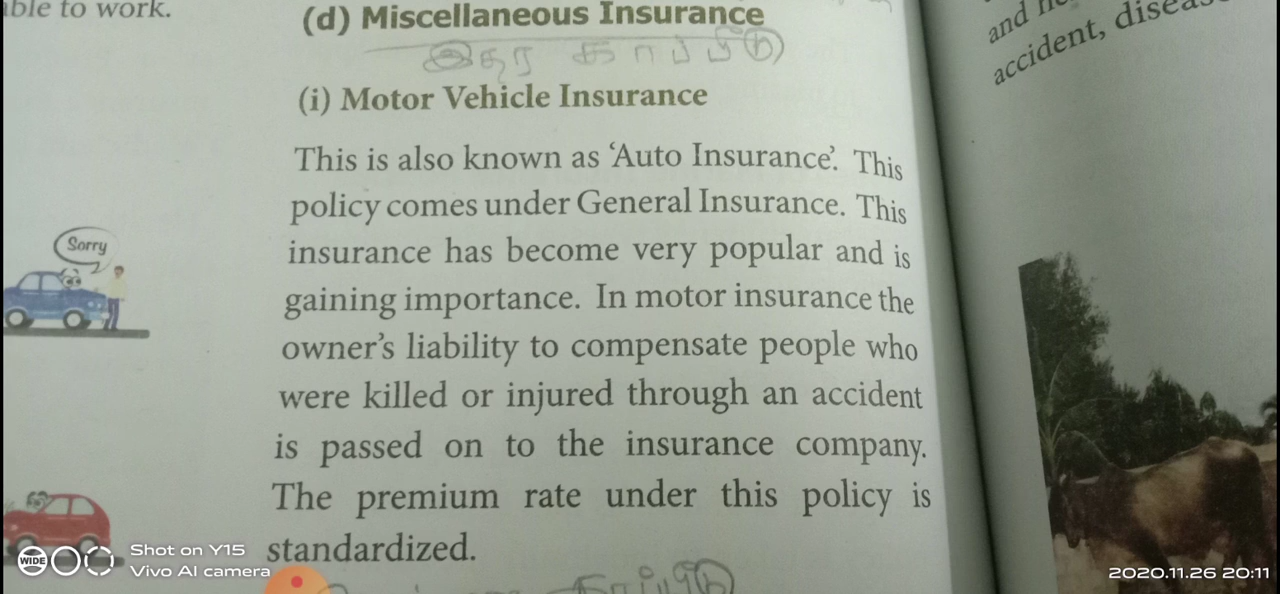 able to work.
(d) Miscellaneous Insurance
இதர காப்பீடு
(i) Motor Vehicle Insurance
This is also known as ‘Auto Insurance’. This
policy comes under General Insurance. This
insurance has become very popular and is
gaining importance. In motor insurance the
owner’s liability to compensate people who
were killed or injured through an accident
is passed on to the insurance company.
The premium rate under this policy is
standardized.
காப்பீடு
Sorry
and
accident,
WIDE
Shot on Y15
Vivo AI camera
2020.11.26 20:11